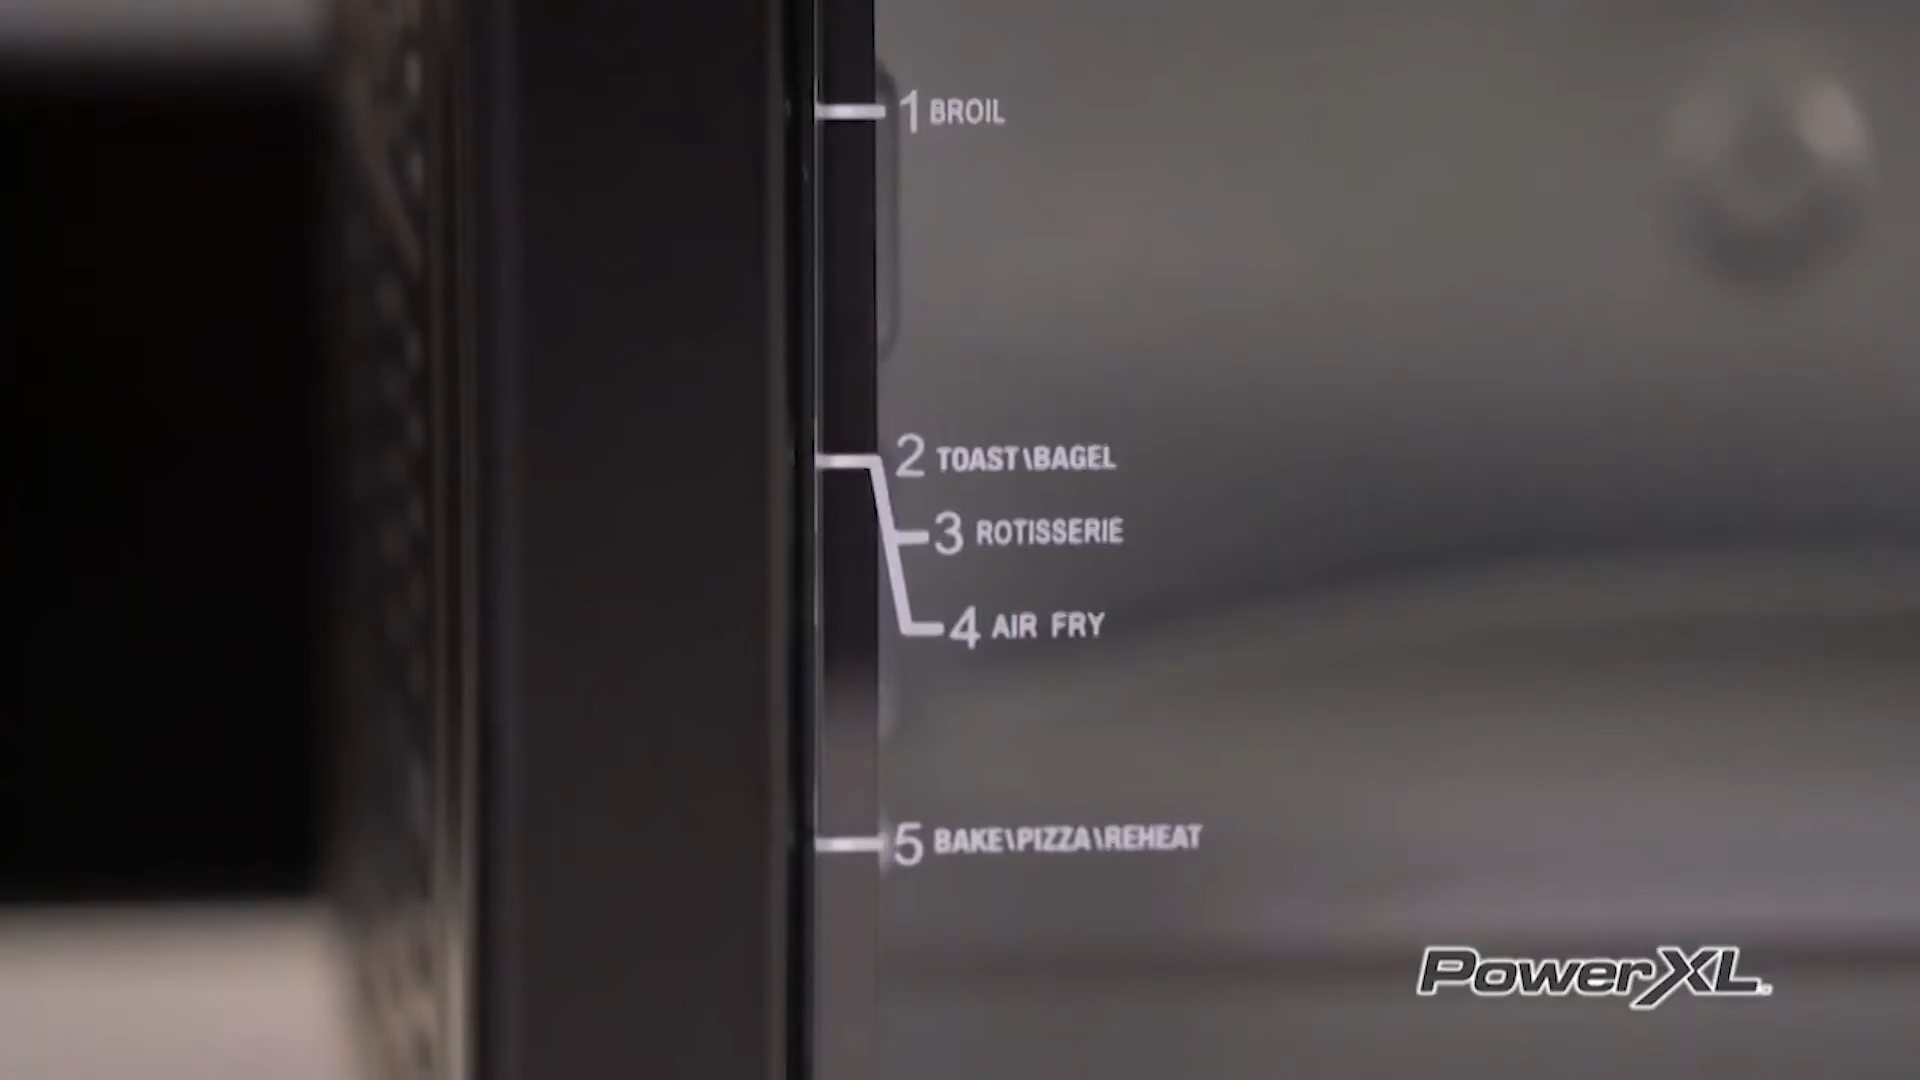 1 BROIL
2 TOAST\BAGEL
3 ROTISSERIE
4 AIR FRY
5 BAKE\PIZZA\REHEAT
PowerXL